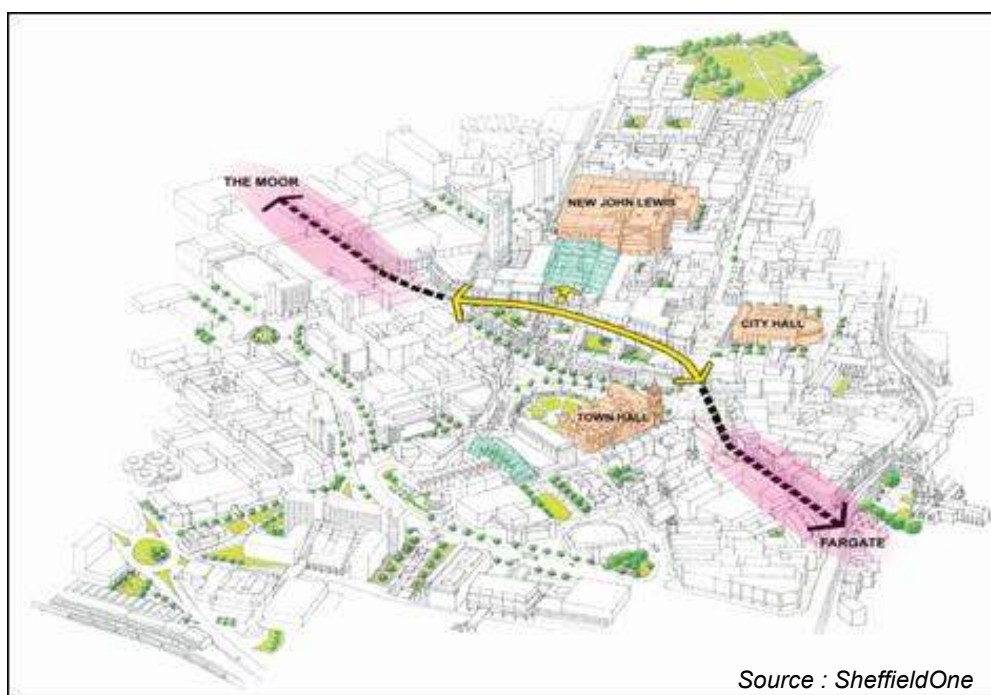 THE MOOR
NEW JOHN LEWIS
CITY HALL
TOWN HALL
FARGATE
Source : SheffieldOne